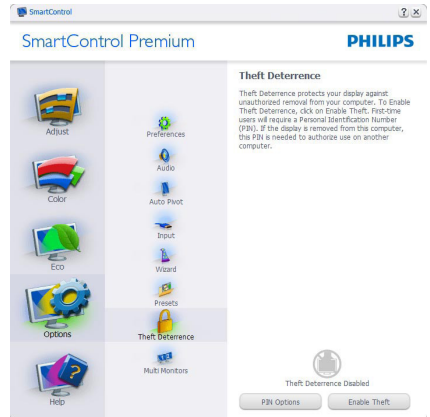 SmartControl
SmartControl Premium
PHILIPS
Adjust
Color
Eco
Options
Help
Preferences
Audio
Auto Pivot
Input
Wizard
Presets
Theft Deterrence
Multi Monitors
Theft Deterrence
Theft Deterrence protects your display against
unauthorized removal from your computer. To Enable
Theft Deterrence, click on Enable Theft. First-time
users will require a Personal Identification Number
(PIN). If the display is removed from this computer,
this PIN is needed to authorize use on another
computer.
Theft Deterrence Disabled
PIN Options
Enable Theft